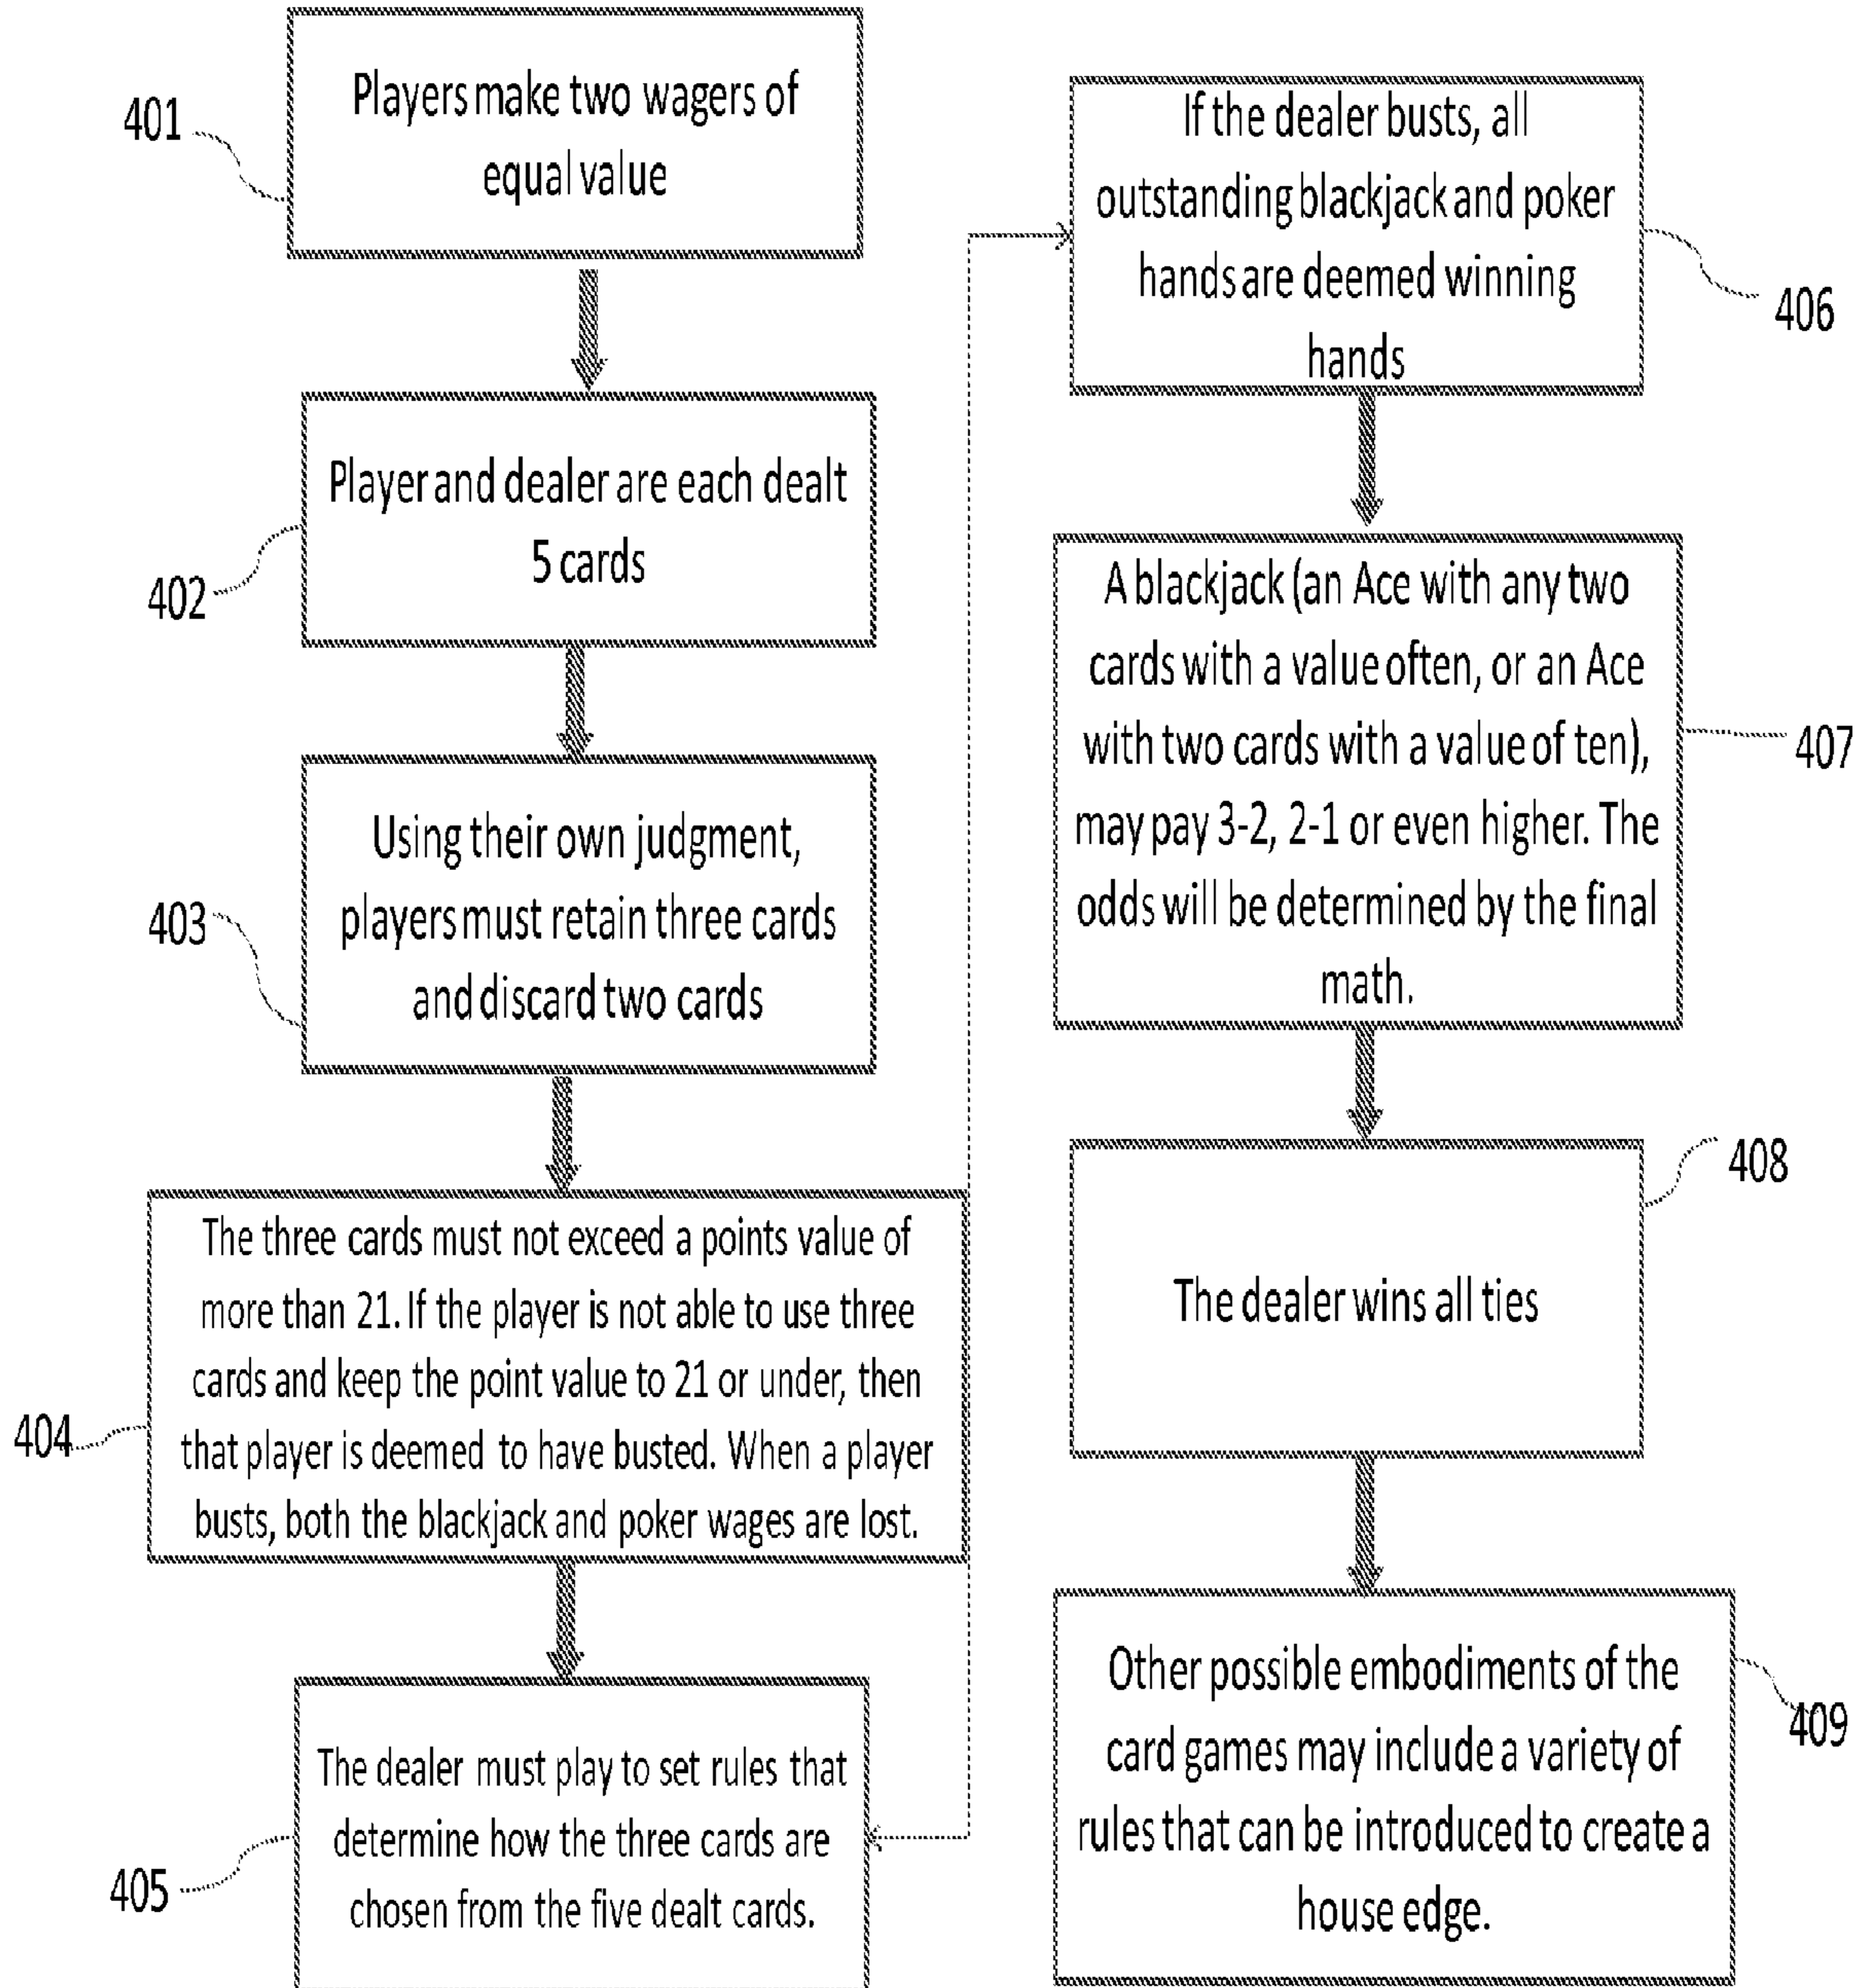 401
Players make two wagers of
equal value
402
Player and dealer are each dealt
5 cards
403
Using their own judgment,
players must retain three cards
and discard two cards
404
The three cards must not exceed a points value of
more than 21. If the player is not able to use three
cards and keep the point value to 21 or under, then
that player is deemed to have busted. When a player
busts, both the blackjack and poker wages are lost.
405
The dealer must play to set rules that
determine how the three cards are
chosen from the five dealt cards.
If the dealer busts, all
outstanding blackjack and poker
hands are deemed winning
hands
406
A blackjack (an Ace with any two
cards with a value often, or an Ace
with two cards with a value of ten),
may pay 3-2, 2-1 or even higher. The
odds will be determined by the final
math.
407
408
The dealer wins all ties
Other possible embodiments of the
card games may include a variety of
rules that can be introduced to create a
house edge.
409